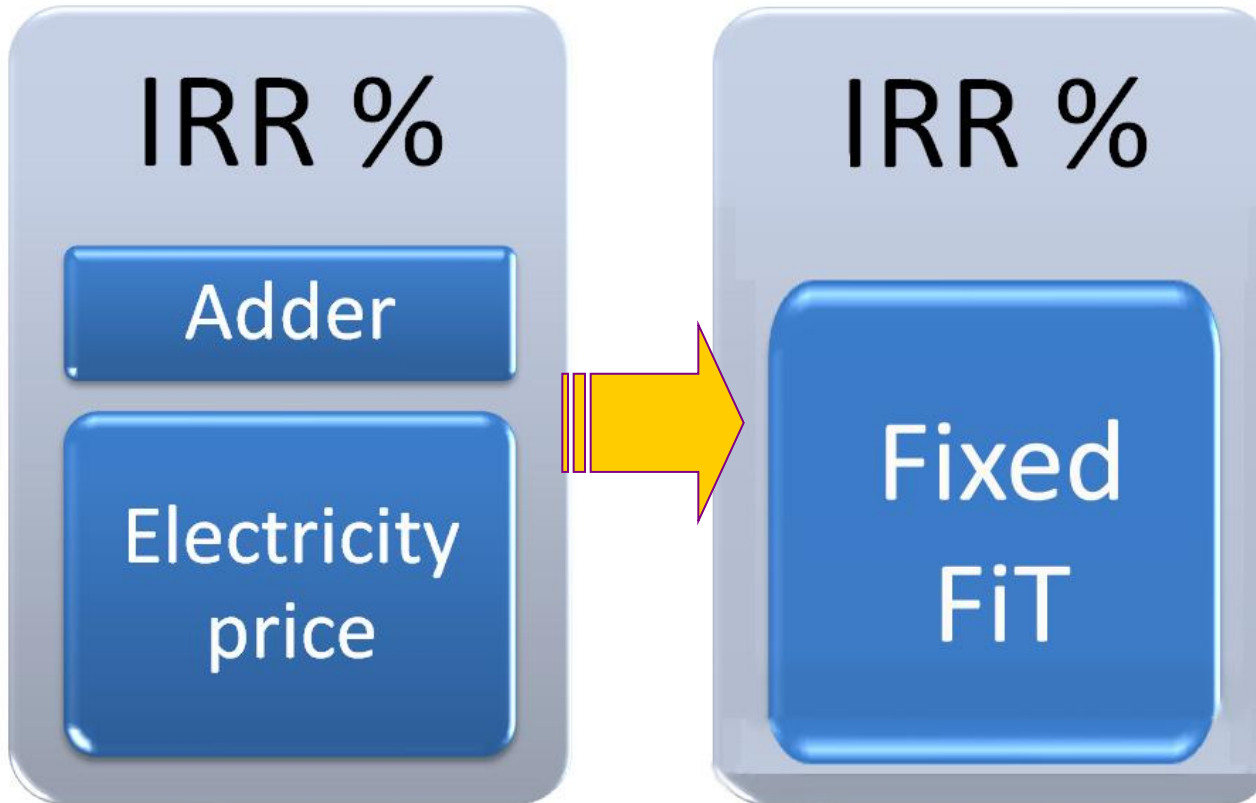 IRR %
Adder
Electricity
price
IRR %
Fixed
FiT